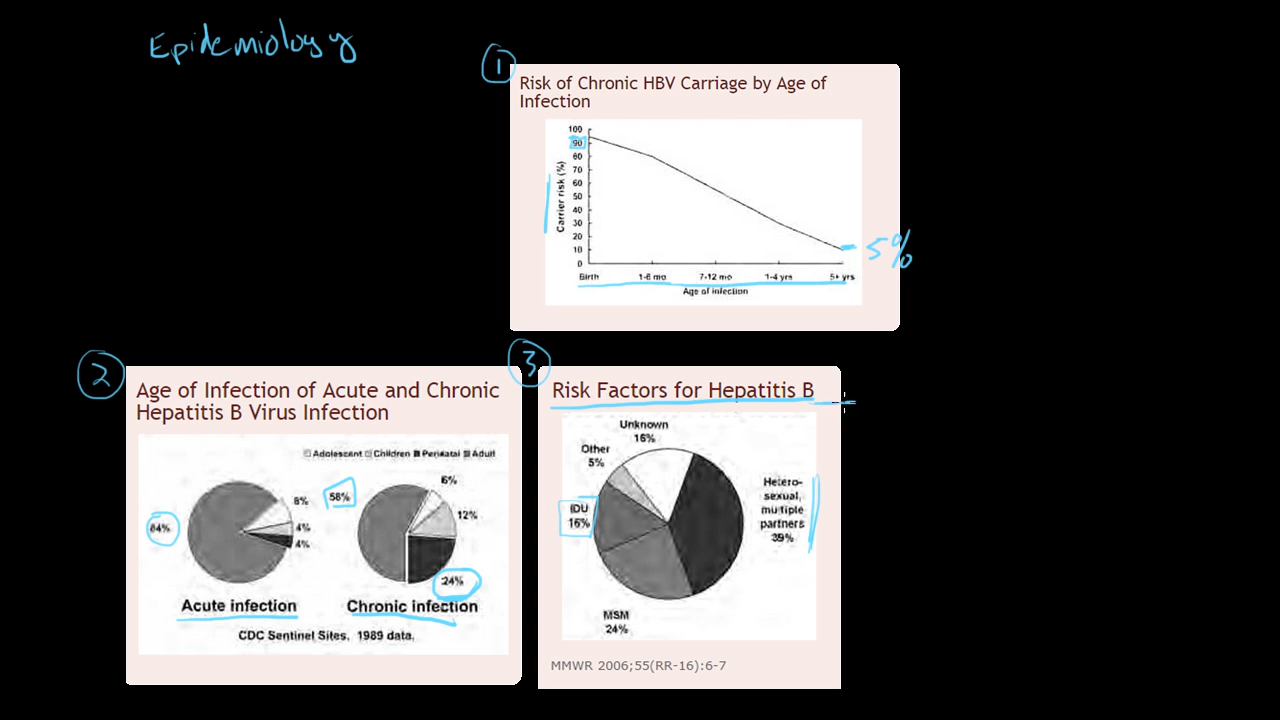 Epidemiology
1
Risk of Chronic HBV Carriage by Age of
Infection
100
90
80
70
60
50
40
30
20
10
0
Carrier risk (%)
Birth 1-6 mo 7-12 mo 1-4 yrs 5+ yrs
Age of infection
5%
2
Age of Infection of Acute and Chronic
Hepatitis B Virus Infection
Adolescent Children Perinatal Adult
84%
8%
4%
4%
58%
6%
12%
24%
Acute infection
Chronic infection
CDC Sentinel Sites. 1989 data.
3
Risk Factors for Hepatitis B
Unknown
16%
Other
5%
IDU
16%
Hetero-
sexual,
multiple
partners
39%
MSM
24%
MMWR 2006;55(RR-16):6-7